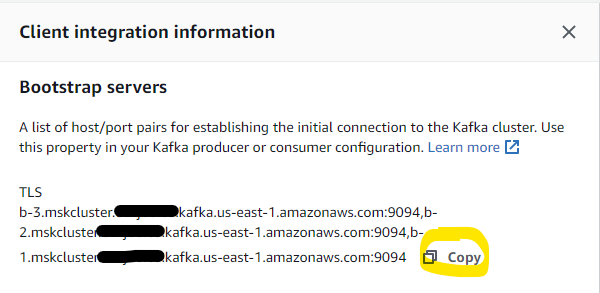 Client integration information
Bootstrap servers
A list of host/port pairs for establishing the initial connection to the Kafka cluster. Use
this property in your Kafka producer or consumer configuration. Learn more
TLS
b-3.mskcluster. .kafka.us-east-1.amazonaws.com:9094,b-
2.mskcluster .kafka.us-east-1.amazonaws.com:9094,b-
1.mskcluster .kafka.us-east-1.amazonaws.com:9094 Copy